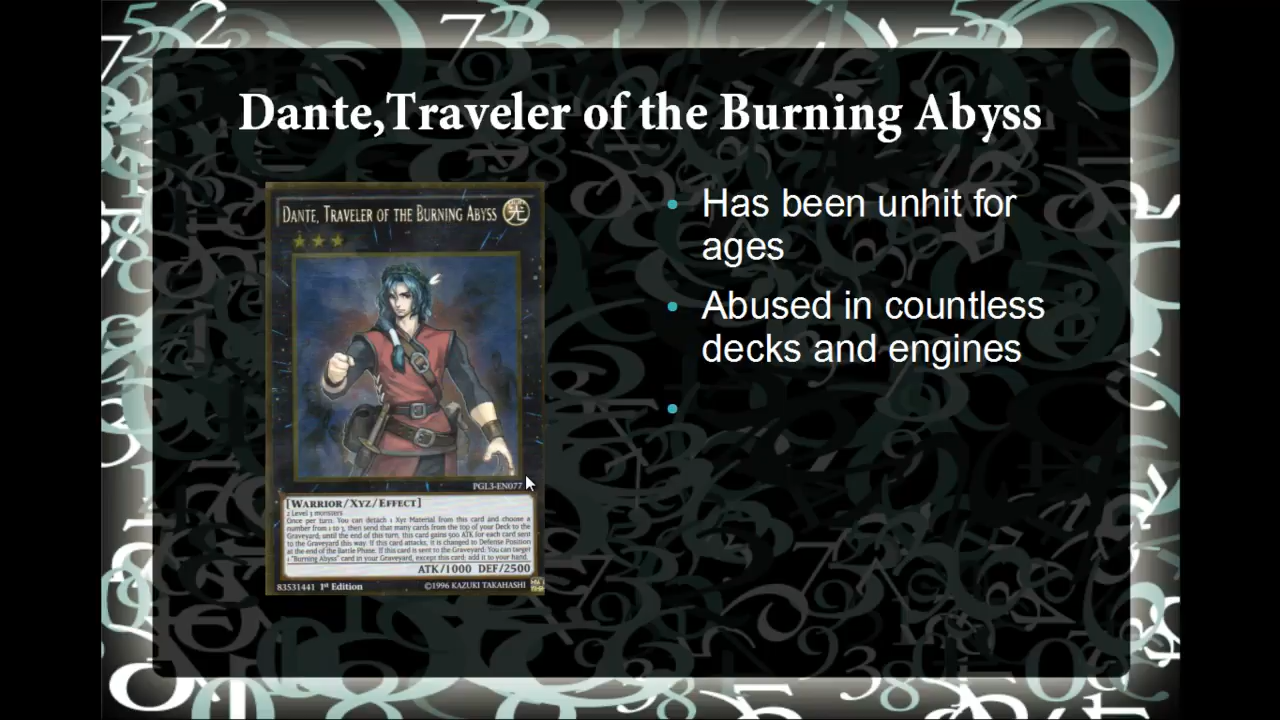 Dante,Traveler of the Burning Abyss
DANTE, TRAVELER OF THE BURNING ABYSS
光
PGL3-EN077
[WARRIOR/XYZ/EFFECT]
2 Level 3 monsters
Once per turn: You can detach 1 Xyz Material from this card and choose a
number from 1 to 3, then send that many cards from the top of your Deck to the
Graveyard; until the end of this turn, this card gains 500 ATK for each card sent
to the Graveyard this way. If this card attacks, it is changed to Defense Position
at the end of the Battle Phase. If this card is sent to the Graveyard: You can target
1 "Burning Abyss" card in your Graveyard, except this card; add it to your hand.
ATK/1000 DEF/2500
83531441 1st Edition ©1996 KAZUKI TAKAHASHI
Has been unhit for
ages
Abused in countless
decks and engines